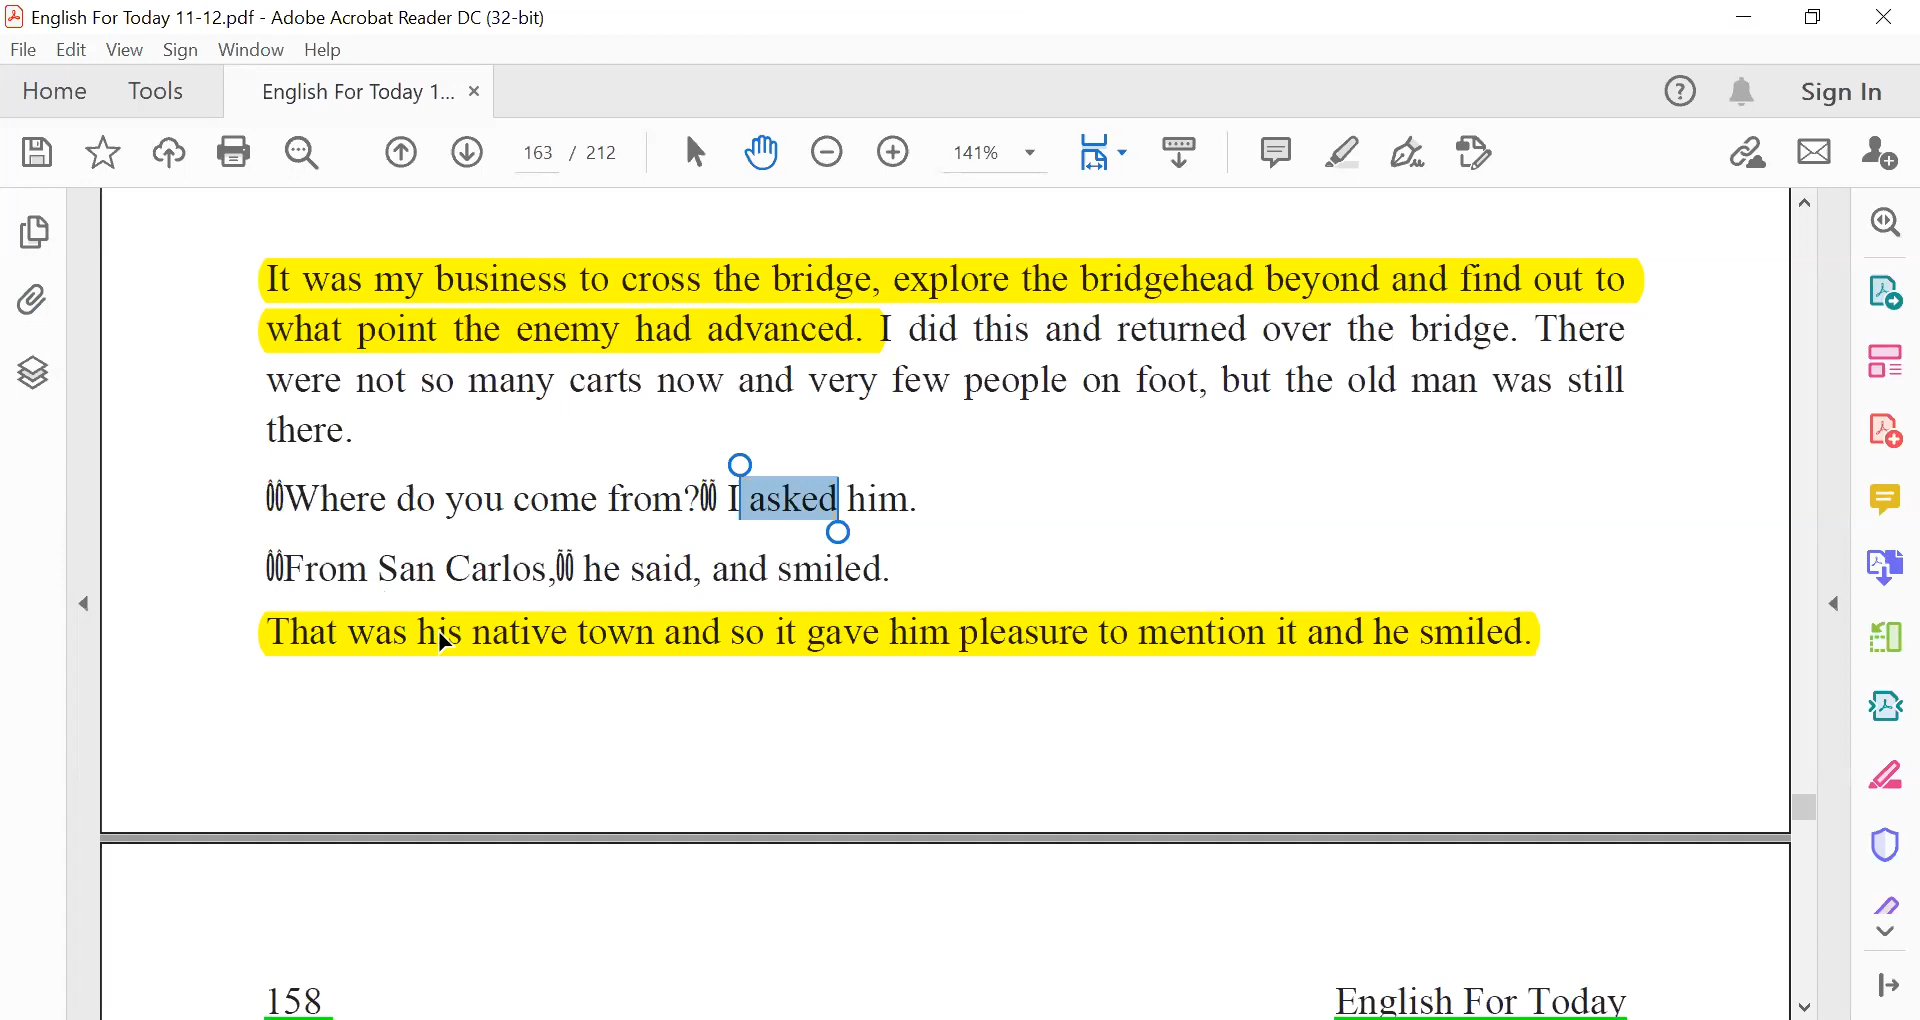 English For Today 11-12.pdf - Adobe Acrobat Reader DC (32-bit)
File Edit View Sign Window Help
Home Tools English For Today 1... × Sign In
163 / 212 141%
It was my business to cross the bridge, explore the bridgehead beyond and find out to
what point the enemy had advanced. I did this and returned over the bridge. There
were not so many carts now and very few people on foot, but the old man was still
there.
ÔÔWhere do you come from?ÕÕ I asked him.
ÔÔFrom San Carlos,ÕÕ he said, and smiled.
That was his native town and so it gave him pleasure to mention it and he smiled.
158 English For Today